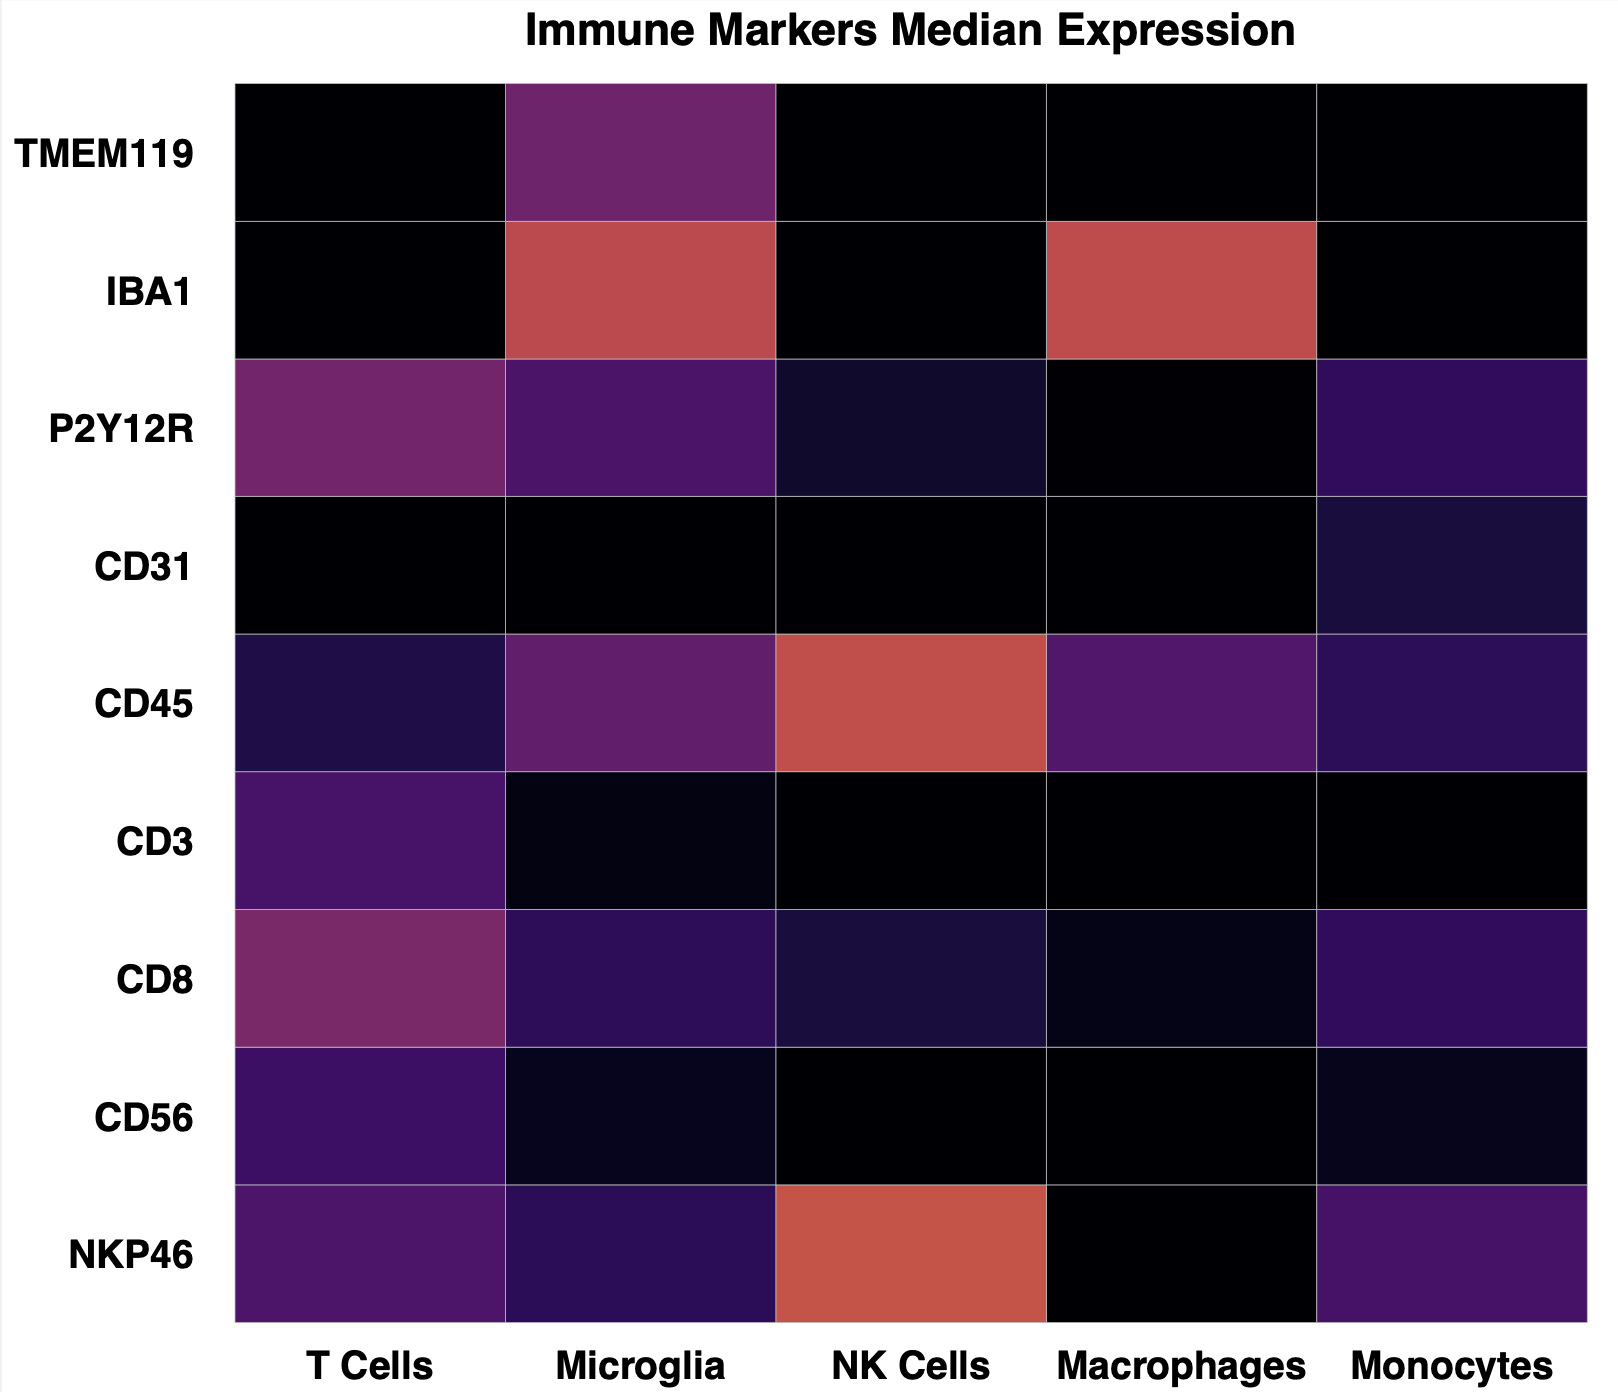 Immune Markers Median Expression
TMEM119
IBA1
P2Y12R
CD31
CD45
CD3
CD8
CD56
NKP46
T Cells Microglia NK Cells Macrophages Monocytes